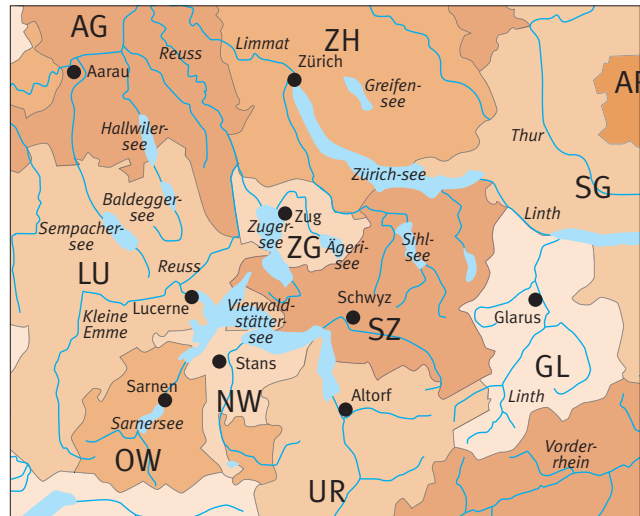 AG
Reuss
Limmat
ZH
Aarau
Zürich
Greifen-
see
Hallwiler-
see
Thur
Zürich-see
SG
Baldegger-
see
Sempacher-
see
Zug
Zuger-
see
ZG
Ägeri-
see
Sihl-
see
Linth
LU
Reuss
Lucerne
Kleine
Emme
Vierwald-
stätter-
see
Schwyz
SZ
Glarus
GL
Stans
Sarnen
NW
Altorf
Linth
Sarnersee
OW
UR
Vorder-
rhein